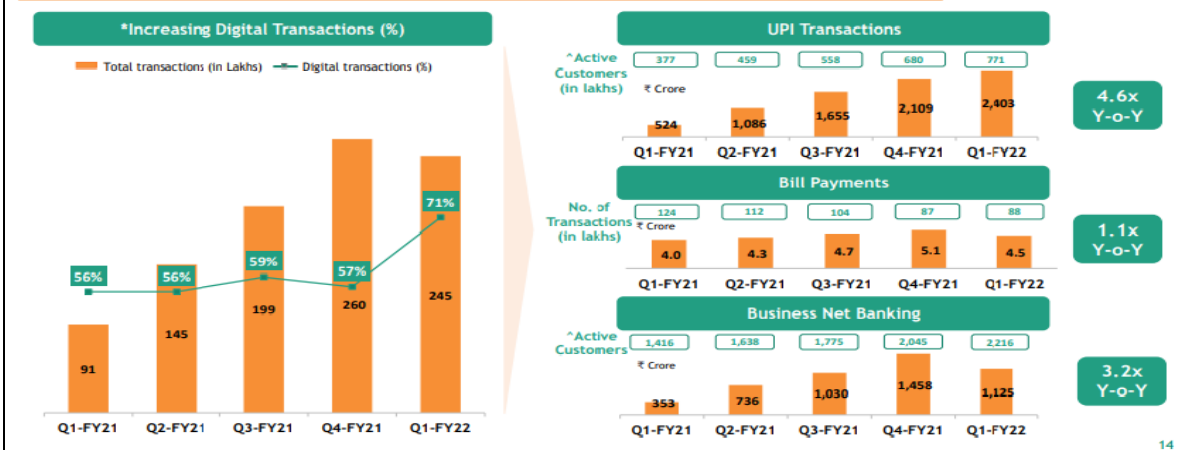 *Increasing Digital Transactions (%)
Total transactions (in Lakhs) Digital transactions (%)
56% 56% 59% 57% 71%
91 145 199 260 245
Q1-FY21 Q2-FY21 Q3-FY21 Q4-FY21 Q1-FY22
UPI Transactions
^Active
Customers
(in lakhs)
377 459 558 680 771
₹ Crore
524 1,086 1,655 2,109 2,403
Q1-FY21 Q2-FY21 Q3-FY21 Q4-FY21 Q1-FY22
4.6x
Y-o-Y
Bill Payments
No. of
Transactions
(in lakhs)
124 112 104 87 88
₹ Crore
4.0 4.3 4.7 5.1 4.5
Q1-FY21 Q2-FY21 Q3-FY21 Q4-FY21 Q1-FY22
1.1x
Y-o-Y
Business Net Banking
^Active
Customers
1,416 1,638 1,775 2,045 2,216
₹ Crore
353 736 1,030 1,458 1,125
Q1-FY21 Q2-FY21 Q3-FY21 Q4-FY21 Q1-FY22
3.2x
Y-o-Y
14